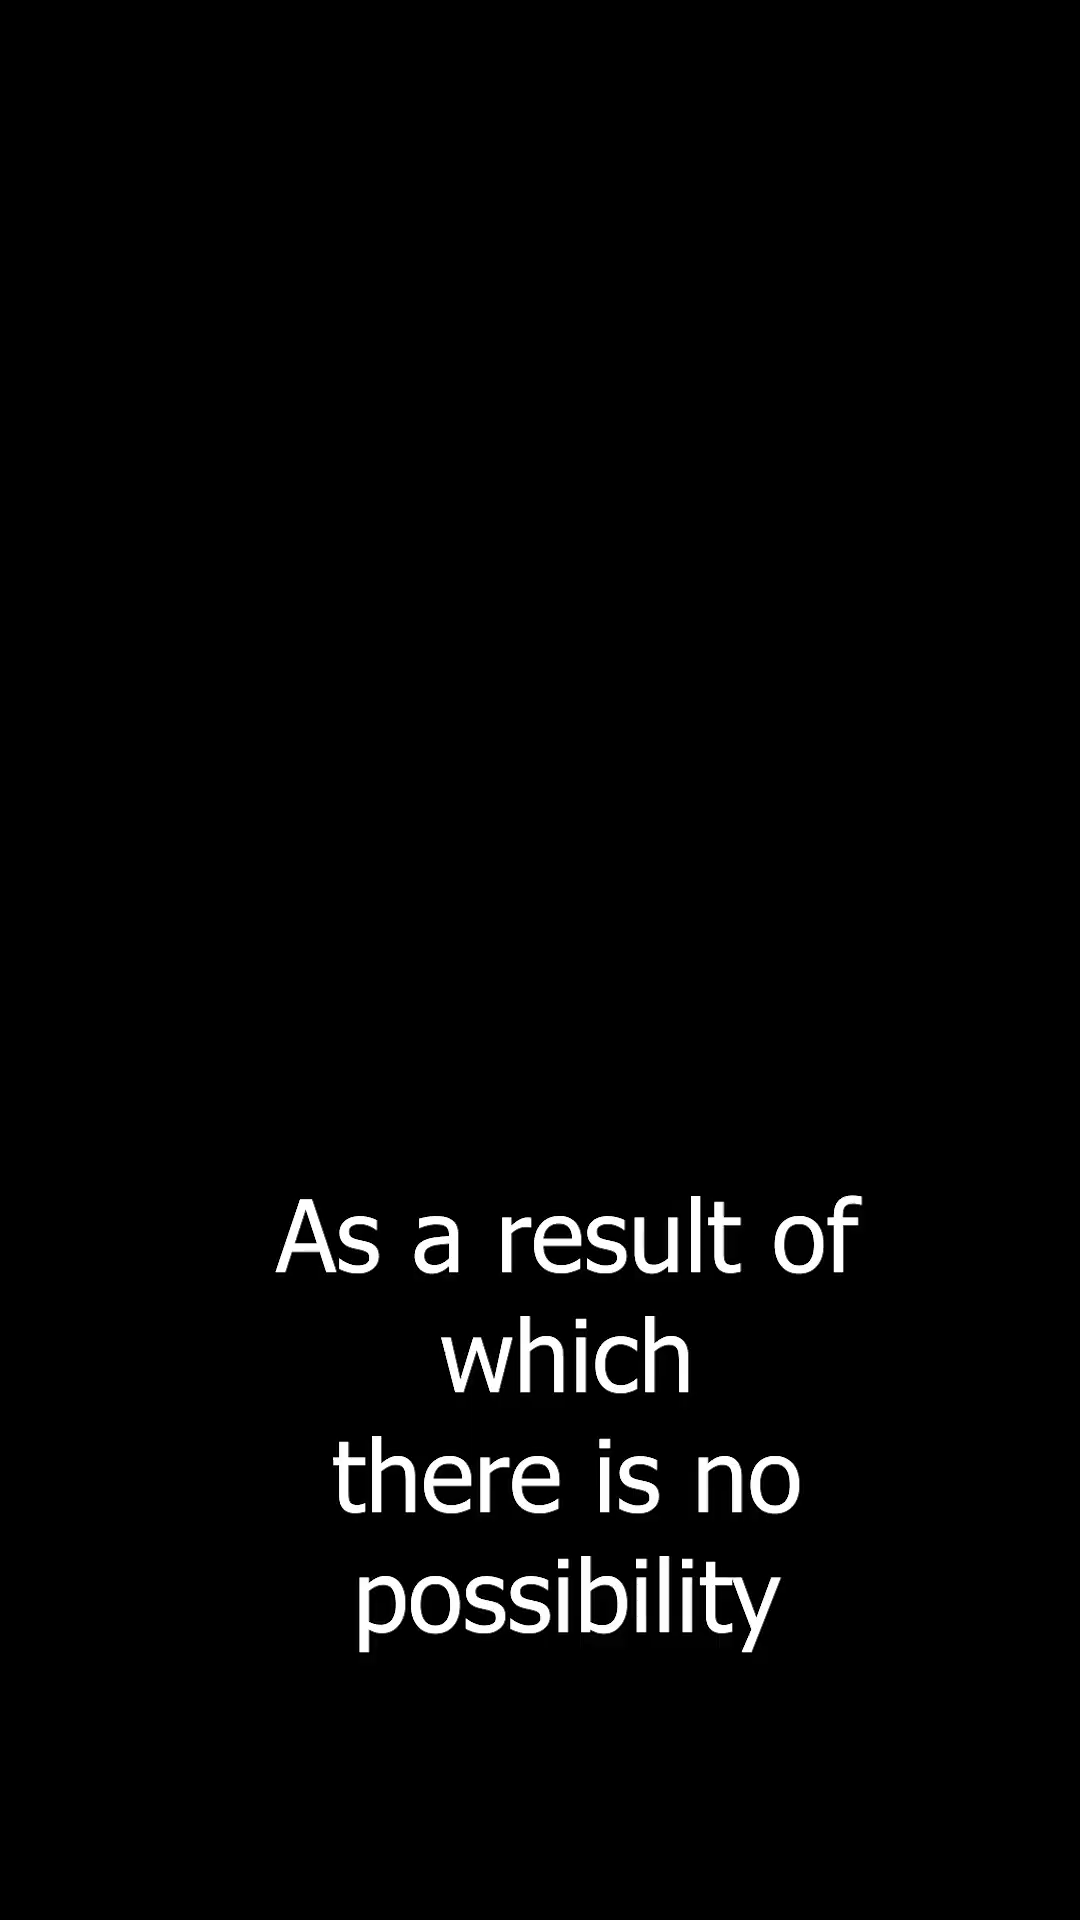 As a result of
which
there is no
possibility